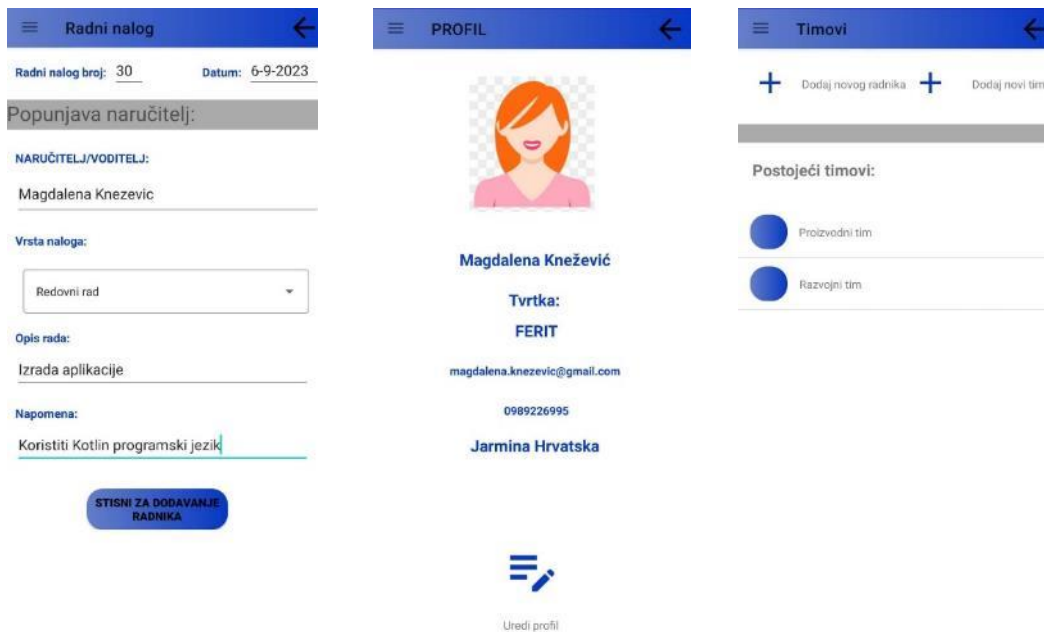 Radni nalog
Radni nalog broj: 30 Datum: 6-9-2023
Popunjava naručitelj:
NARUČITELJ/VODITELJ:
Magdalena Knezevic
Vrsta naloga:
Redovni rad
Opis rada:
Izrada aplikacije
Napomena:
Koristiti Kotlin programski jezik
STISNI ZA DODAVANJE
RADNIKA
PROFIL
Magdalena Knežević
Tvrtka:
FERIT
magdalena.knezevic@gmail.com
0989226995
Jarmina Hrvatska
Uredi profil
Timovi
Dodaj novog radnika Dodaj novi tim
Postojeći timovi:
Proizvodni tim
Razvojni tim